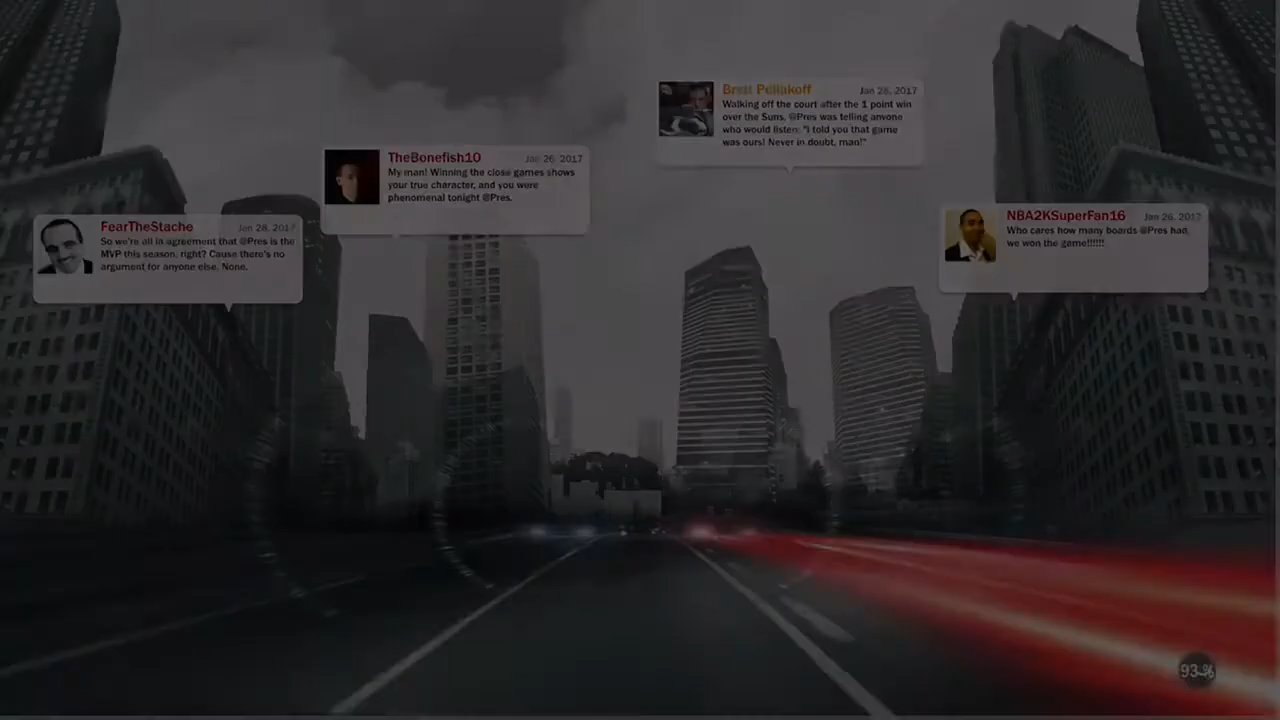 FearTheStache Jan 28, 2017
So we're all in agreement that @Pres is the
MVP this season, right? Cause there's no
argument for anyone else. None.
TheBonefish10 Jan 26, 2017
My man! Winning the close games shows
your true character, and you were
phenomenal tonight @Pres.
Brett Pollakoff Jan 26, 2017
Walking off the court after the 1 point win
over the Suns, @Pres was telling anyone
who would listen: "I told you that game
was ours! Never in doubt, man!"
NBA2KSuperFan16 Jan 26, 2017
Who cares how many boards @Pres had,
we won the game!!!!!!
93%